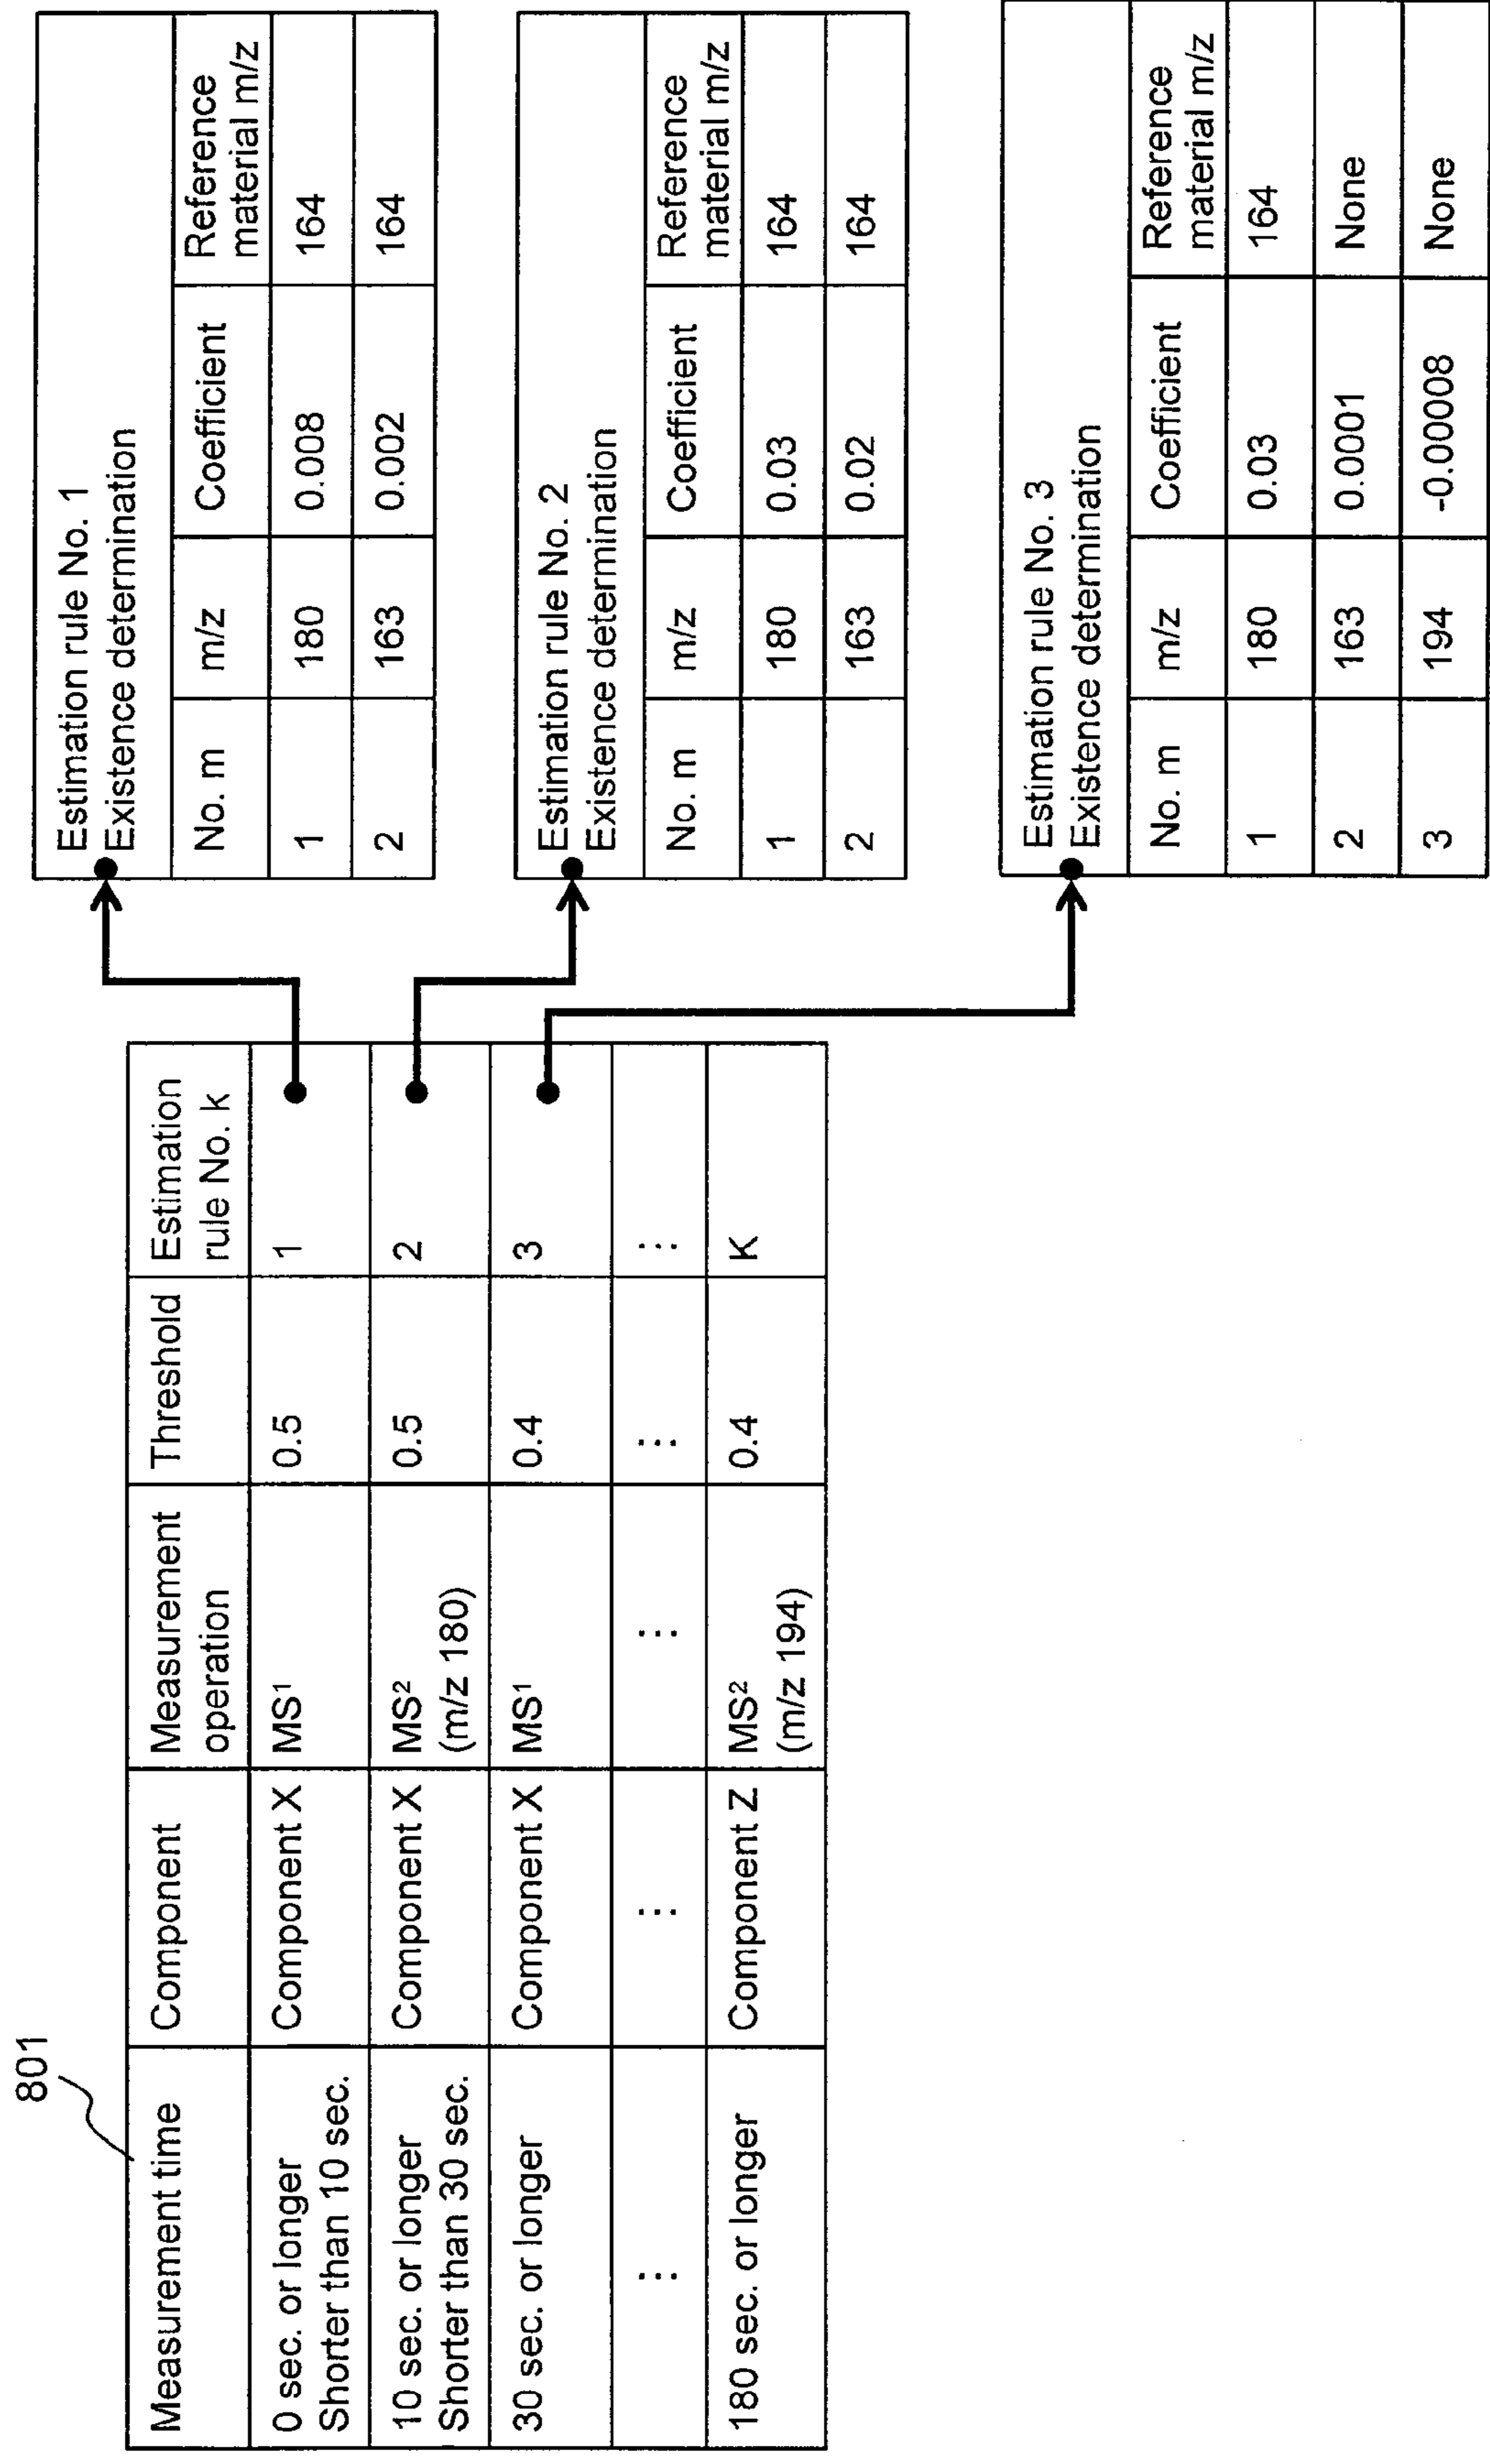 801
Measurement time
Component
Measurement
operation
Threshold
Estimation
rule No. k
0 sec. or longer
Shorter than 10 sec.
Component X
MS¹
0.5
1
10 sec. or longer
Shorter than 30 sec.
Component X
MS²
(m/z 180)
0.5
2
30 sec. or longer
Component X
MS¹
0.4
3
...
...
...
...
...
180 sec. or longer
Component Z
MS²
(m/z 194)
0.4
K
Estimation rule No. 1
Existence determination
No. m
m/z
Coefficient
Reference
material m/z
1
180
0.008
164
2
163
0.002
164
Estimation rule No. 2
Existence determination
No. m
m/z
Coefficient
Reference
material m/z
1
180
0.03
164
2
163
0.02
164
Estimation rule No. 3
Existence determination
No. m
m/z
Coefficient
Reference
material m/z
1
180
0.03
164
2
163
0.0001
None
3
194
-0.00008
None